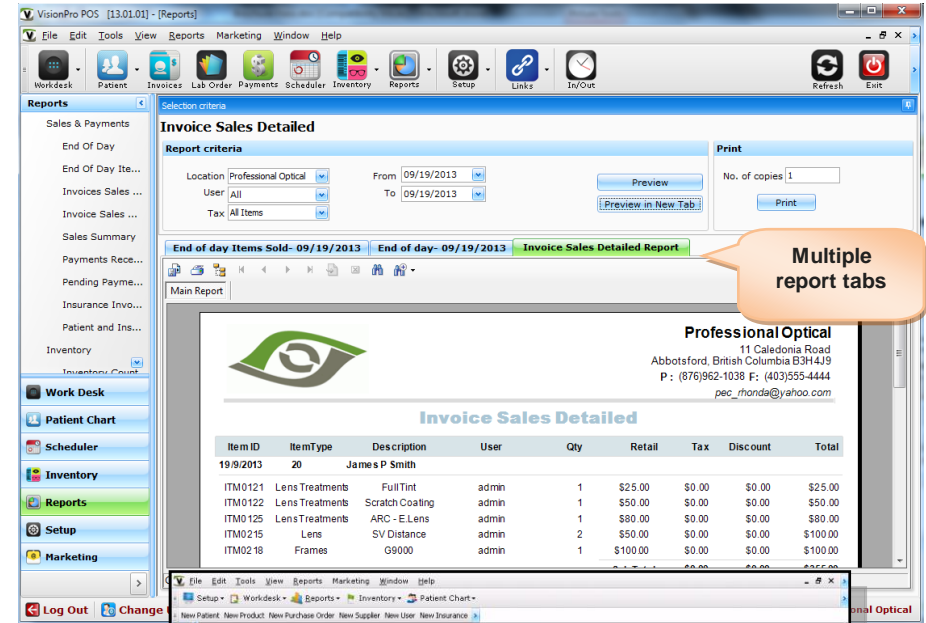 VisionPro POS [13.01.01] - [Reports]
File Edit Tools View Reports Marketing Window Help
Workdesk Patient Invoices Lab Order Payments Scheduler Inventory Reports Setup Links In/Out Refresh Exit
Reports
Selection criteria
Sales & Payments
End Of Day
End Of Day Ite...
Invoices Sales ...
Invoice Sales ...
Sales Summary
Payments Rece...
Pending Payme...
Insurance Invo...
Patient and Ins...
Inventory
Inventory Count
Work Desk
Patient Chart
Scheduler
Inventory
Reports
Setup
Marketing
Log Out Change
Invoice Sales Detailed
Report criteria Print
Location Professional Optical From 09/19/2013 Preview No. of copies 1
User All To 09/19/2013
Tax All Items Preview in New Tab Print
End of day Items Sold- 09/19/2013 End of day- 09/19/2013 Invoice Sales Detailed Report
Multiple
report tabs
Main Report
Professional Optical
11 Caledonia Road
Abbotsford, British Columbia B3H4J9
P : (876)962-1038 F: (403)555-4444
pec_rhonda@yahoo.com
Invoice Sales Detailed
Item ID ItemType Description User Qty Retail Tax Discount Total
19/9/2013 20 James P Smith
ITM0121 Lens Treatments Full Tint admin 1 $25.00 $0.00 $0.00 $25.00
ITM0122 Lens Treatments Scratch Coating admin 1 $50.00 $0.00 $0.00 $50.00
ITM0125 Lens Treatments ARC - E.Lens admin 1 $80.00 $0.00 $0.00 $80.00
ITM0215 Lens SV Distance admin 2 $50.00 $0.00 $0.00 $100.00
ITM0218 Frames G9000 admin 1 $100.00 $0.00 $0.00 $100.00
File Edit Tools View Reports Marketing Window Help
Setup Workdesk Reports Inventory Patient Chart
New Patient New Product New Purchase Order New Supplier New User New Insurance
onal Optical